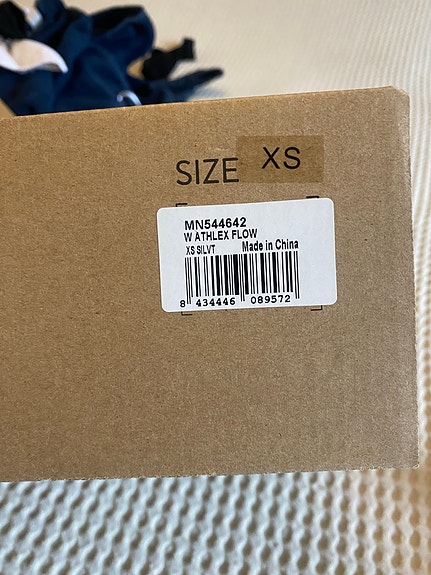 SIZE XS
MN544642
W ATHLEX FLOW
XS SILVT Made in China
8 434446 089572